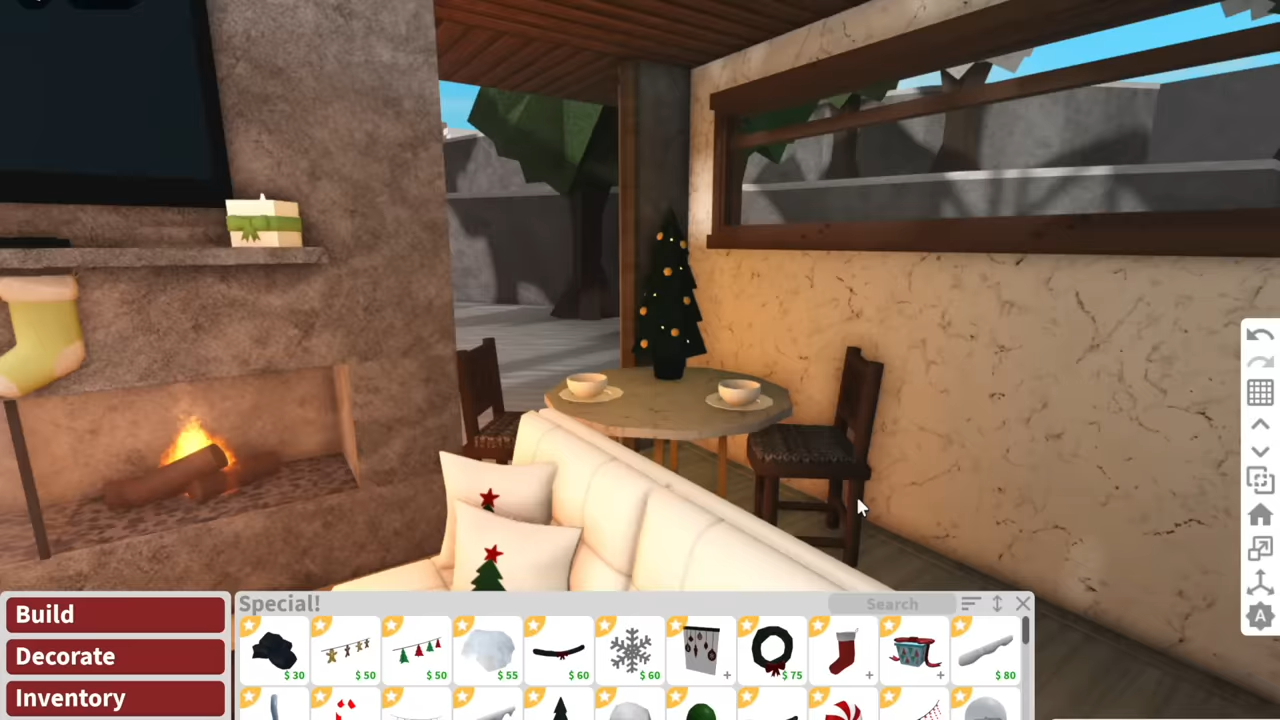 Build
Decorate
Inventory
Special!
Search
$ 30
$ 50
$ 50
$ 55
$ 60
$ 60
+
$ 75
+
+
$ 80
A